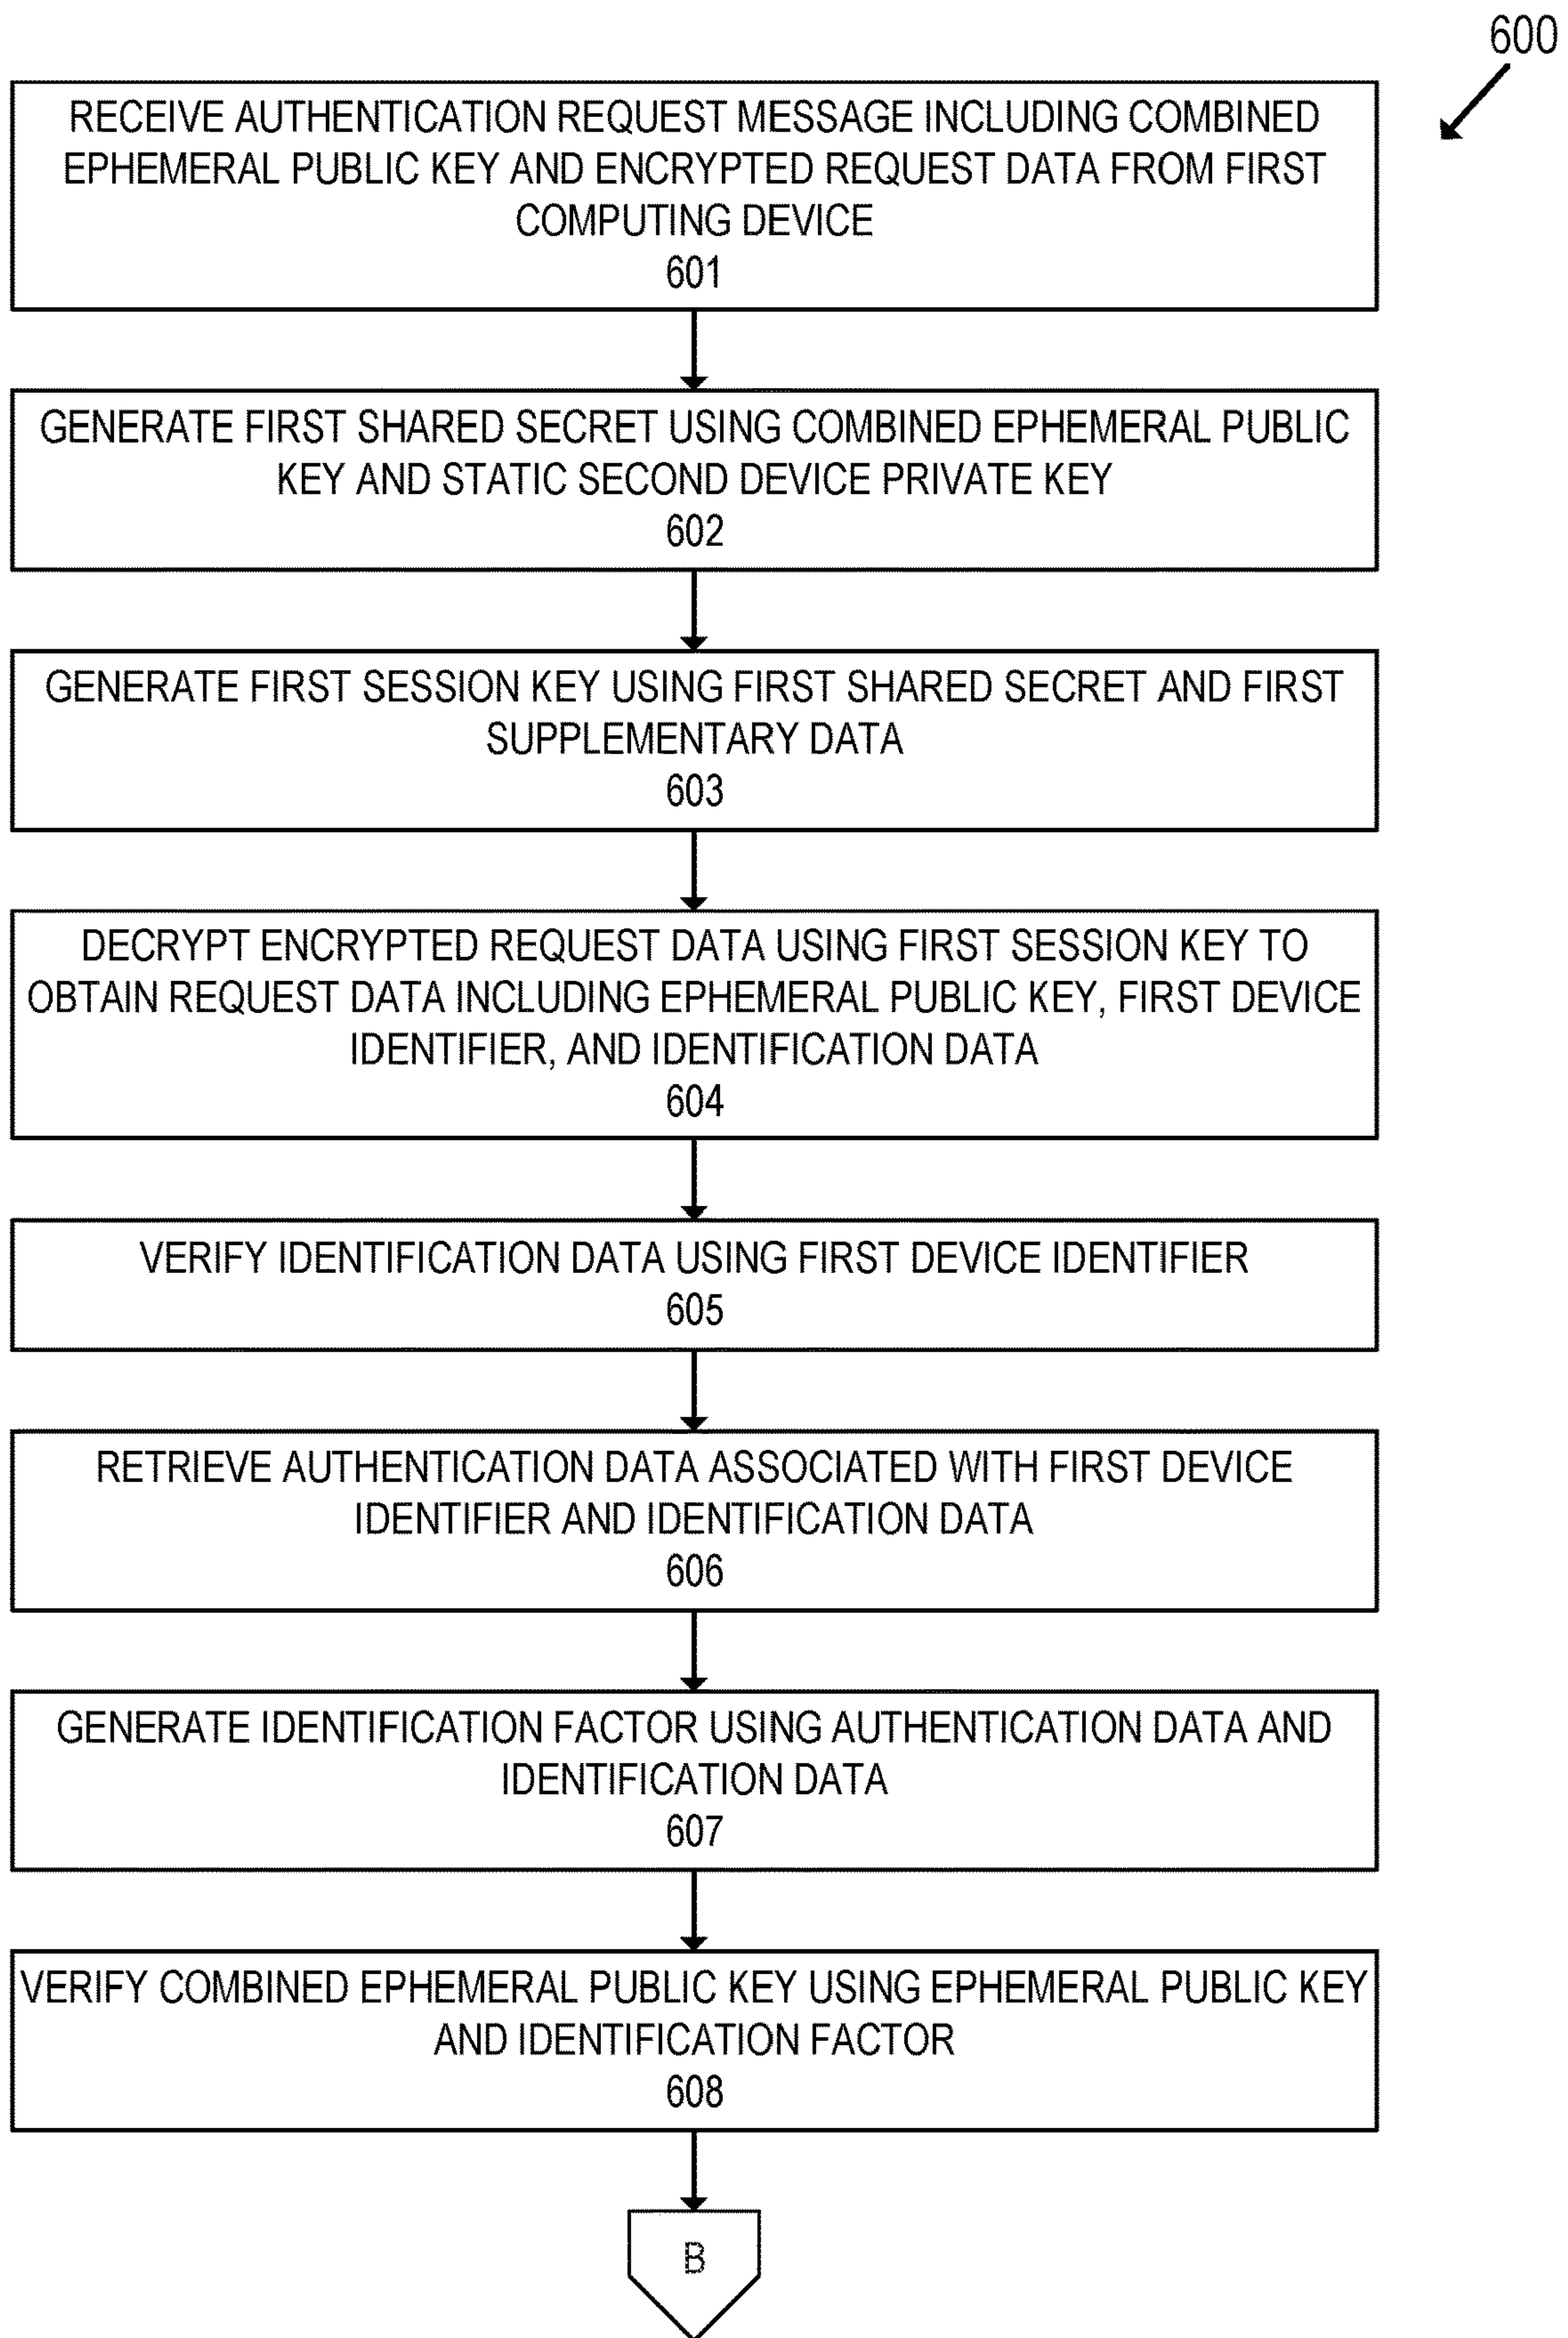 600
RECEIVE AUTHENTICATION REQUEST MESSAGE INCLUDING COMBINED
EPHEMERAL PUBLIC KEY AND ENCRYPTED REQUEST DATA FROM FIRST
COMPUTING DEVICE
601
GENERATE FIRST SHARED SECRET USING COMBINED EPHEMERAL PUBLIC
KEY AND STATIC SECOND DEVICE PRIVATE KEY
602
GENERATE FIRST SESSION KEY USING FIRST SHARED SECRET AND FIRST
SUPPLEMENTARY DATA
603
DECRYPT ENCRYPTED REQUEST DATA USING FIRST SESSION KEY TO
OBTAIN REQUEST DATA INCLUDING EPHEMERAL PUBLIC KEY, FIRST DEVICE
IDENTIFIER, AND IDENTIFICATION DATA
604
VERIFY IDENTIFICATION DATA USING FIRST DEVICE IDENTIFIER
605
RETRIEVE AUTHENTICATION DATA ASSOCIATED WITH FIRST DEVICE
IDENTIFIER AND IDENTIFICATION DATA
606
GENERATE IDENTIFICATION FACTOR USING AUTHENTICATION DATA AND
IDENTIFICATION DATA
607
VERIFY COMBINED EPHEMERAL PUBLIC KEY USING EPHEMERAL PUBLIC KEY
AND IDENTIFICATION FACTOR
608
B